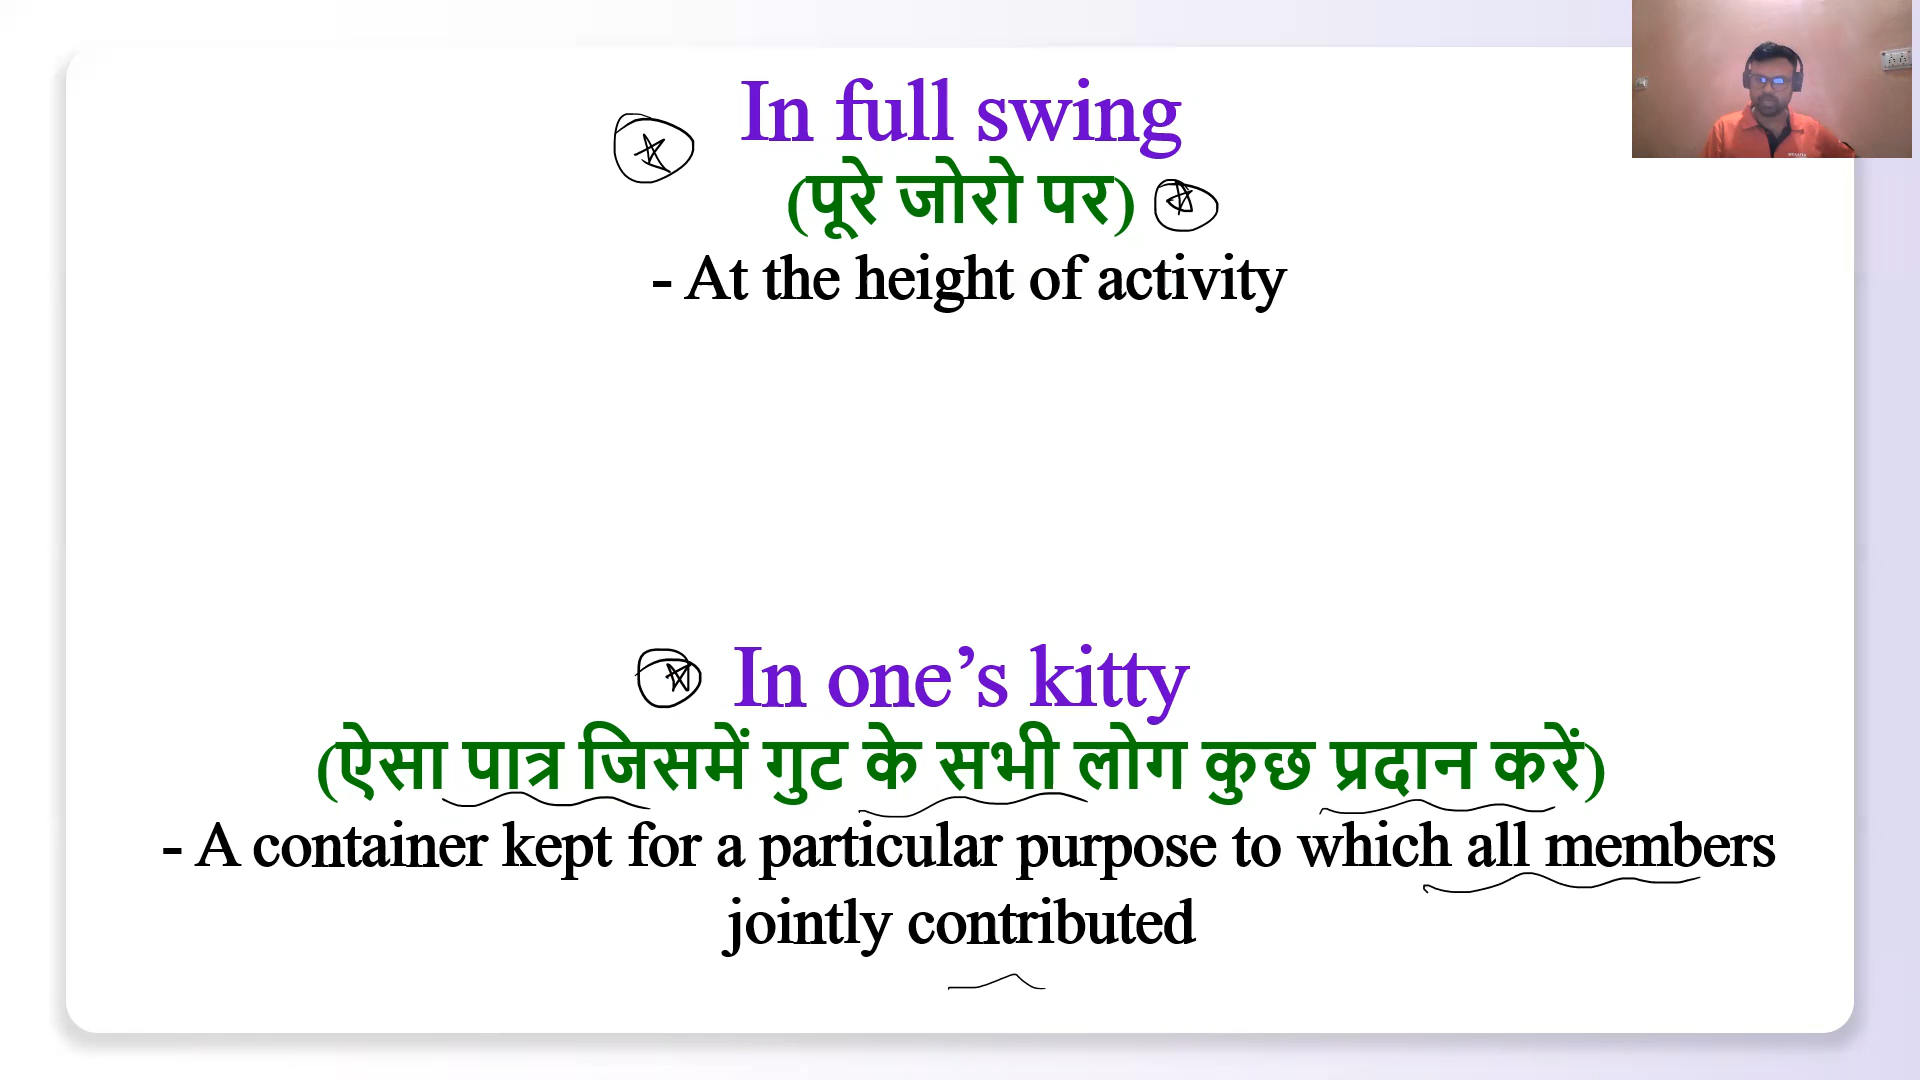 In full swing
(पूरे जोरो पर)
- At the height of activity
In one’s kitty
(ऐसा पात्र जिसमें गुट के सभी लोग कुछ प्रदान करें)
- A container kept for a particular purpose to which all members
jointly contributed